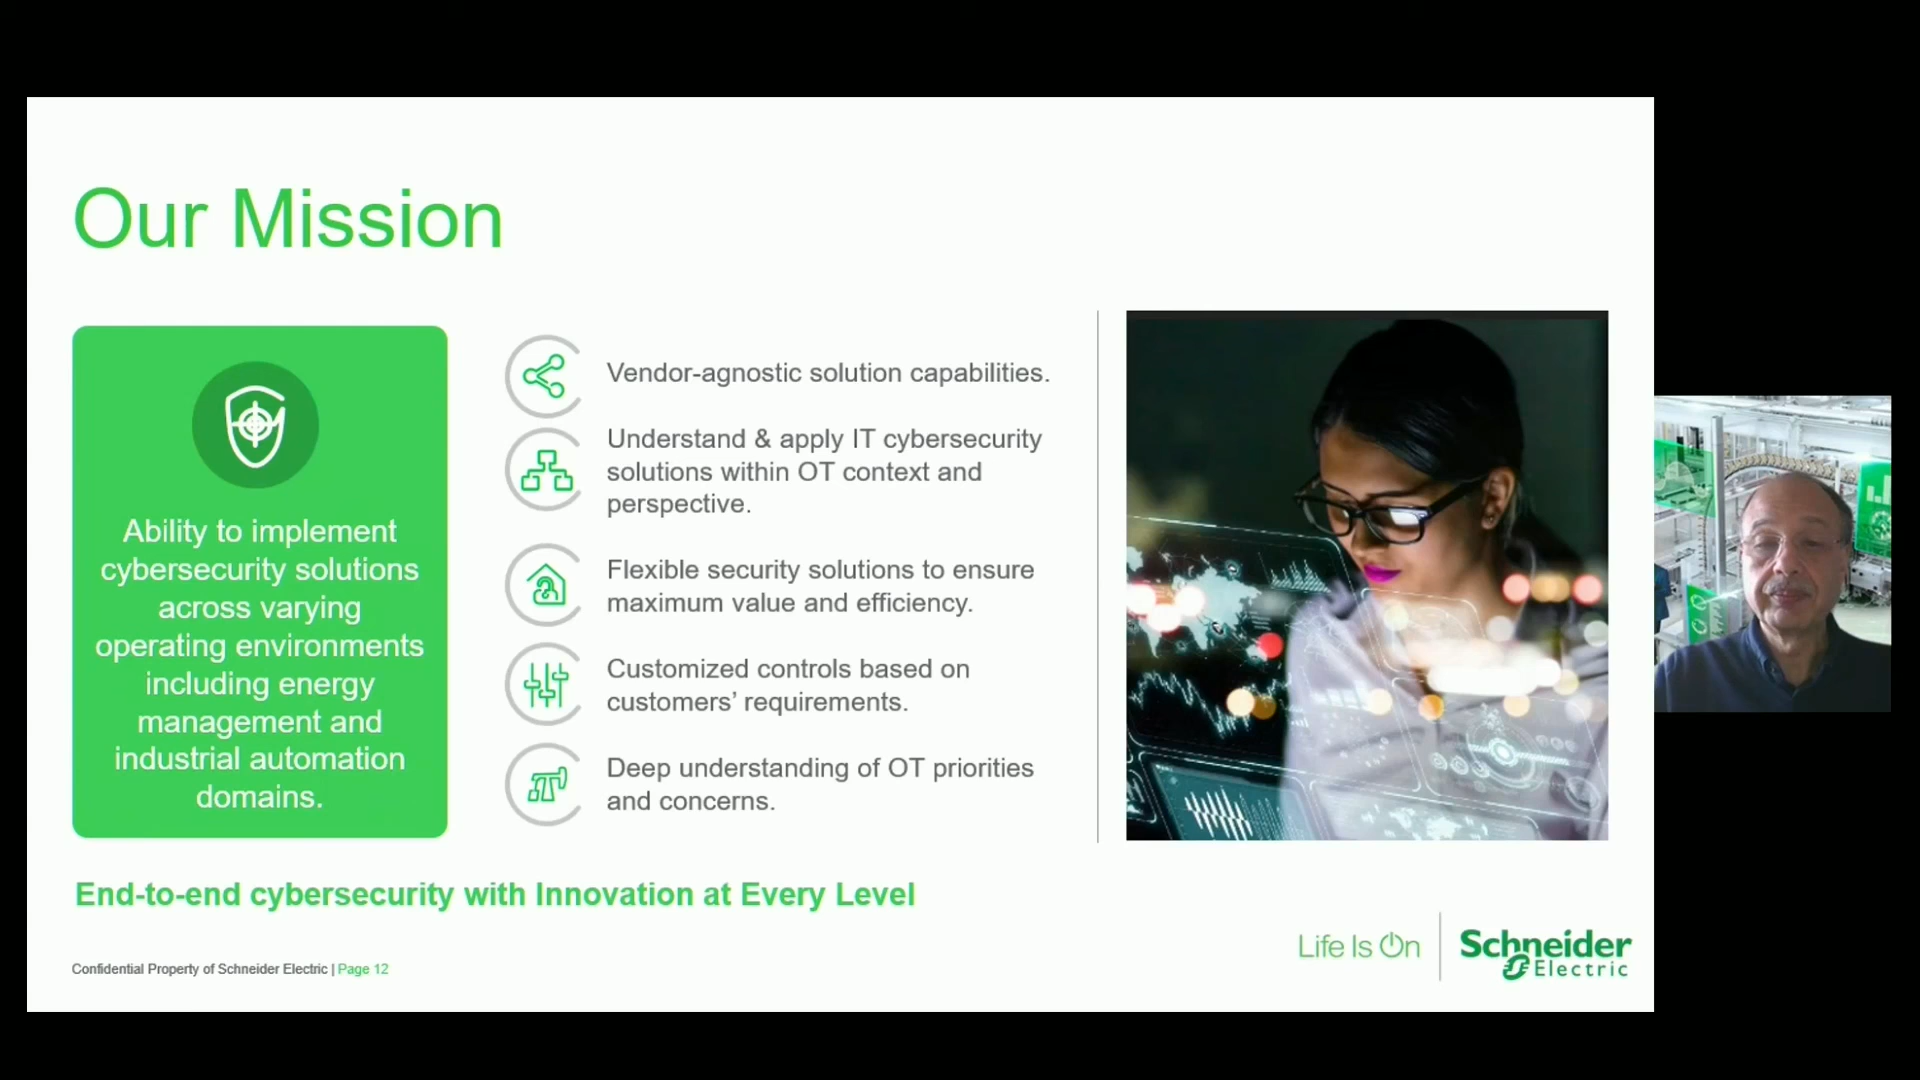 Our Mission
Ability to implement
cybersecurity solutions
across varying
operating environments
including energy
management and
industrial automation
domains.
Vendor-agnostic solution capabilities.
Understand & apply IT cybersecurity
solutions within OT context and
perspective.
Flexible security solutions to ensure
maximum value and efficiency.
Customized controls based on
customers’ requirements.
Deep understanding of OT priorities
and concerns.
End-to-end cybersecurity with Innovation at Every Level
Confidential Property of Schneider Electric | Page 12
Life Is On
Schneider
Electric